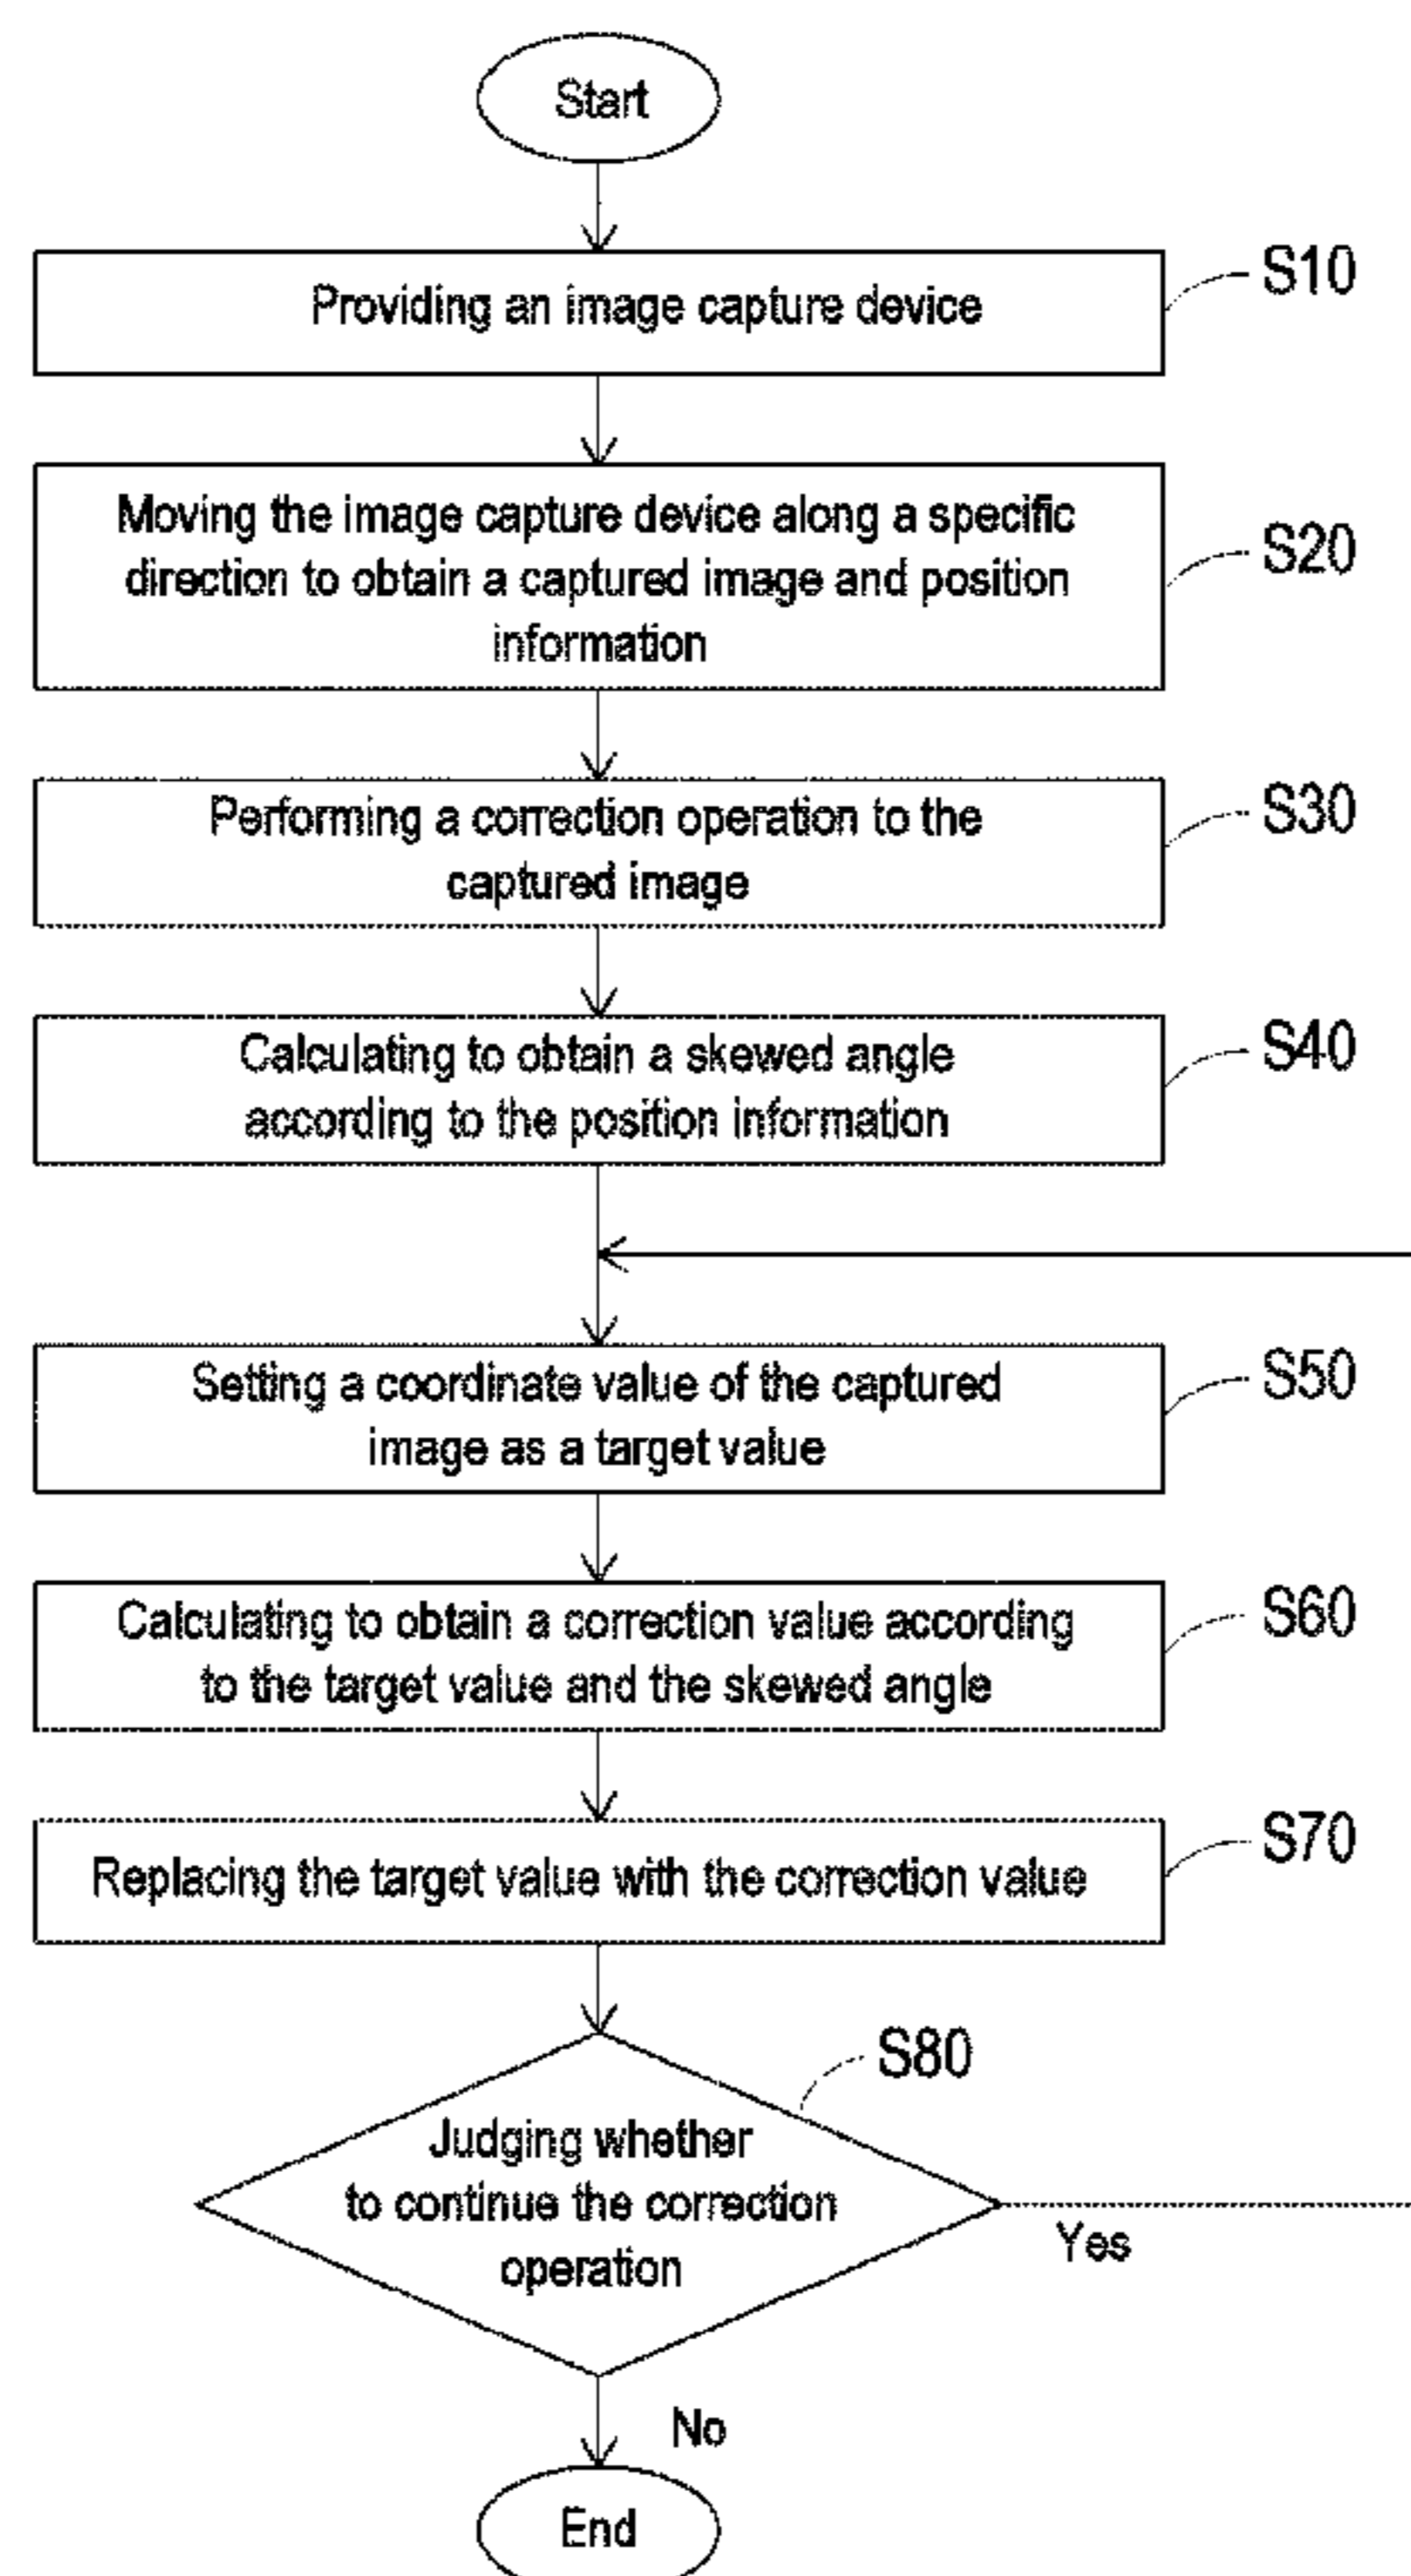 Start
Providing an image capture device
S10
Moving the image capture device along a specific
direction to obtain a captured image and position
information
S20
Performing a correction operation to the
captured image
S30
Calculating to obtain a skewed angle
according to the position information
S40
Setting a coordinate value of the captured
image as a target value
S50
Calculating to obtain a correction value according
to the target value and the skewed angle
S60
Replacing the target value with the correction value
S70
S80
Judging whether
to continue the correction
operation
Yes
No
End